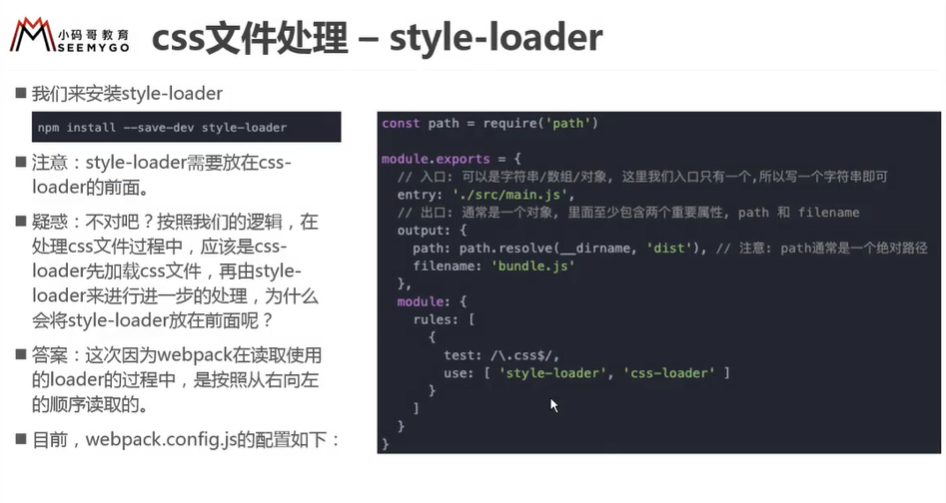 小码哥教育
SEEMYGO
css文件处理 – style-loader
■ 我们来安装style-loader
npm install --save-dev style-loader
■ 注意：style-loader需要放在css-
loader的前面。
■ 疑惑：不对吧？按照我们的逻辑，在
处理css文件过程中，应该是css-
loader先加载css文件，再由style-
loader来进行进一步的处理，为什么
会将style-loader放在前面呢？
■ 答案：这次因为webpack在读取使用
的loader的过程中，是按照从右向左
的顺序读取的。
■ 目前，webpack.config.js的配置如下：
const path = require('path')
module.exports = {
// 入口: 可以是字符串/数组/对象, 这里我们入口只有一个,所以写一个字符串即可
entry: './src/main.js',
// 出口: 通常是一个对象, 里面至少包含两个重要属性, path 和 filename
output: {
path: path.resolve(__dirname, 'dist'), // 注意: path通常是一个绝对路径
filename: 'bundle.js'
},
module: {
rules: [
{
test: /\.css$/,
use: [ 'style-loader', 'css-loader' ]
}
]
}
}